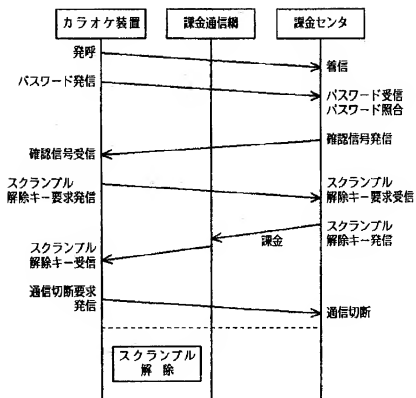 カラオケ装置
課金通信網
課金センタ
発呼
着信
パスワード発信
パスワード受信
パスワード照合
確認信号発信
確認信号受信
スクランブル
解除キー要求発信
スクランブル
解除キー要求受信
スクランブル
解除キー発信
課金
スクランブル
解除キー受信
通信切断要求
発信
通信切断
スクランブル
解 除